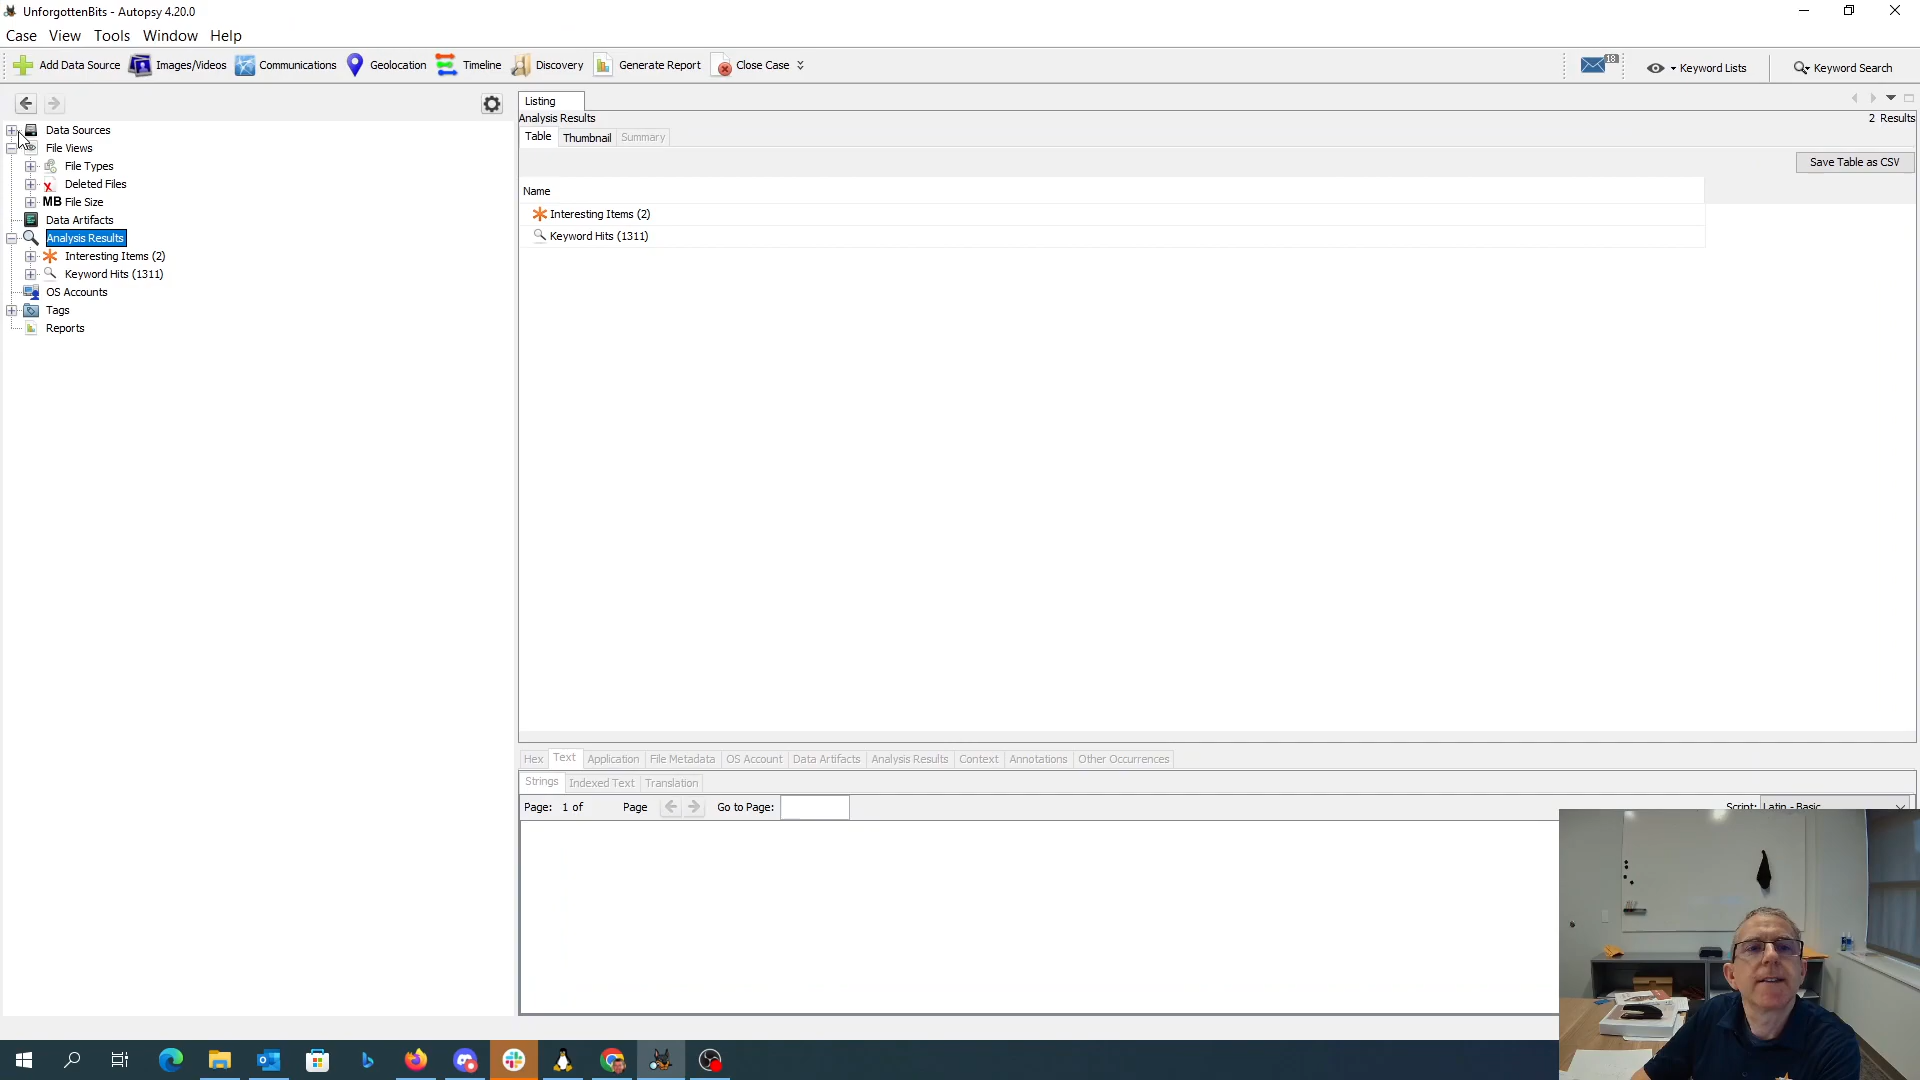 UnforgottenBits - Autopsy 4.20.0
Case View Tools Window Help
Add Data Source Images/Videos Communications Geolocation Timeline Discovery Generate Report Close Case 18 Keyword Lists Keyword Search
Listing
Data Sources
File Views
File Types
Deleted Files
MB File Size
Data Artifacts
Analysis Results
Interesting Items (2)
Keyword Hits (1311)
OS Accounts
Tags
Reports
Analysis Results 2 Results
Table Thumbnail Summary
Save Table as CSV
Name
Interesting Items (2)
Keyword Hits (1311)
Hex Text Application File Metadata OS Account Data Artifacts Analysis Results Context Annotations Other Occurrences
Strings Indexed Text Translation
Page: 1 of Page Go to Page: Script: Latin - Basic